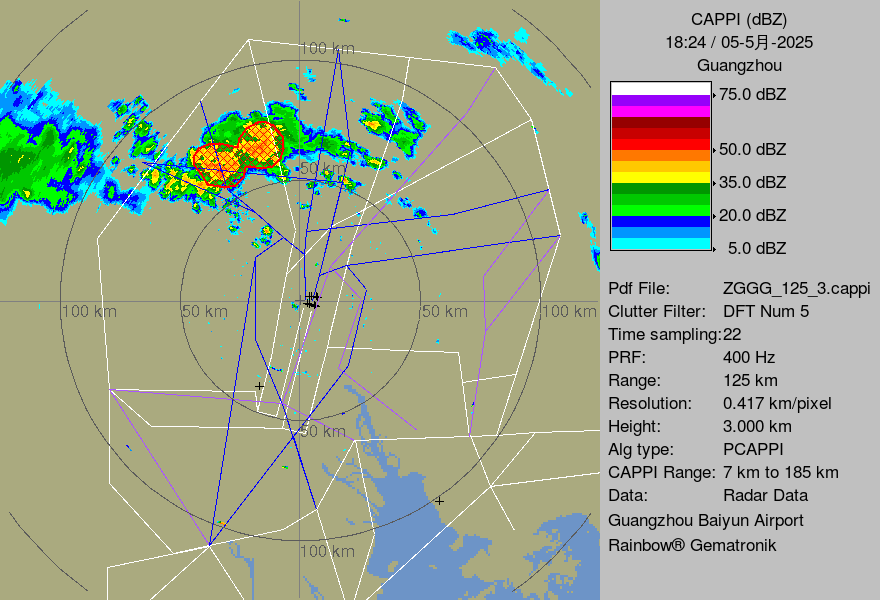 CAPPI (dBZ)
18:24 / 05-5月-2025
Guangzhou
75.0 dBZ
50.0 dBZ
35.0 dBZ
20.0 dBZ
5.0 dBZ
Pdf File: ZGGG_125_3.cappi
Clutter Filter: DFT Num 5
Time sampling:22
PRF: 400 Hz
Range: 125 km
Resolution: 0.417 km/pixel
Height: 3.000 km
Alg type: PCAPPI
CAPPI Range: 7 km to 185 km
Data: Radar Data
Guangzhou Baiyun Airport
Rainbow® Gematronik
100 km
50 km
100 km
50 km
50 km
100 km
50 km
100 km